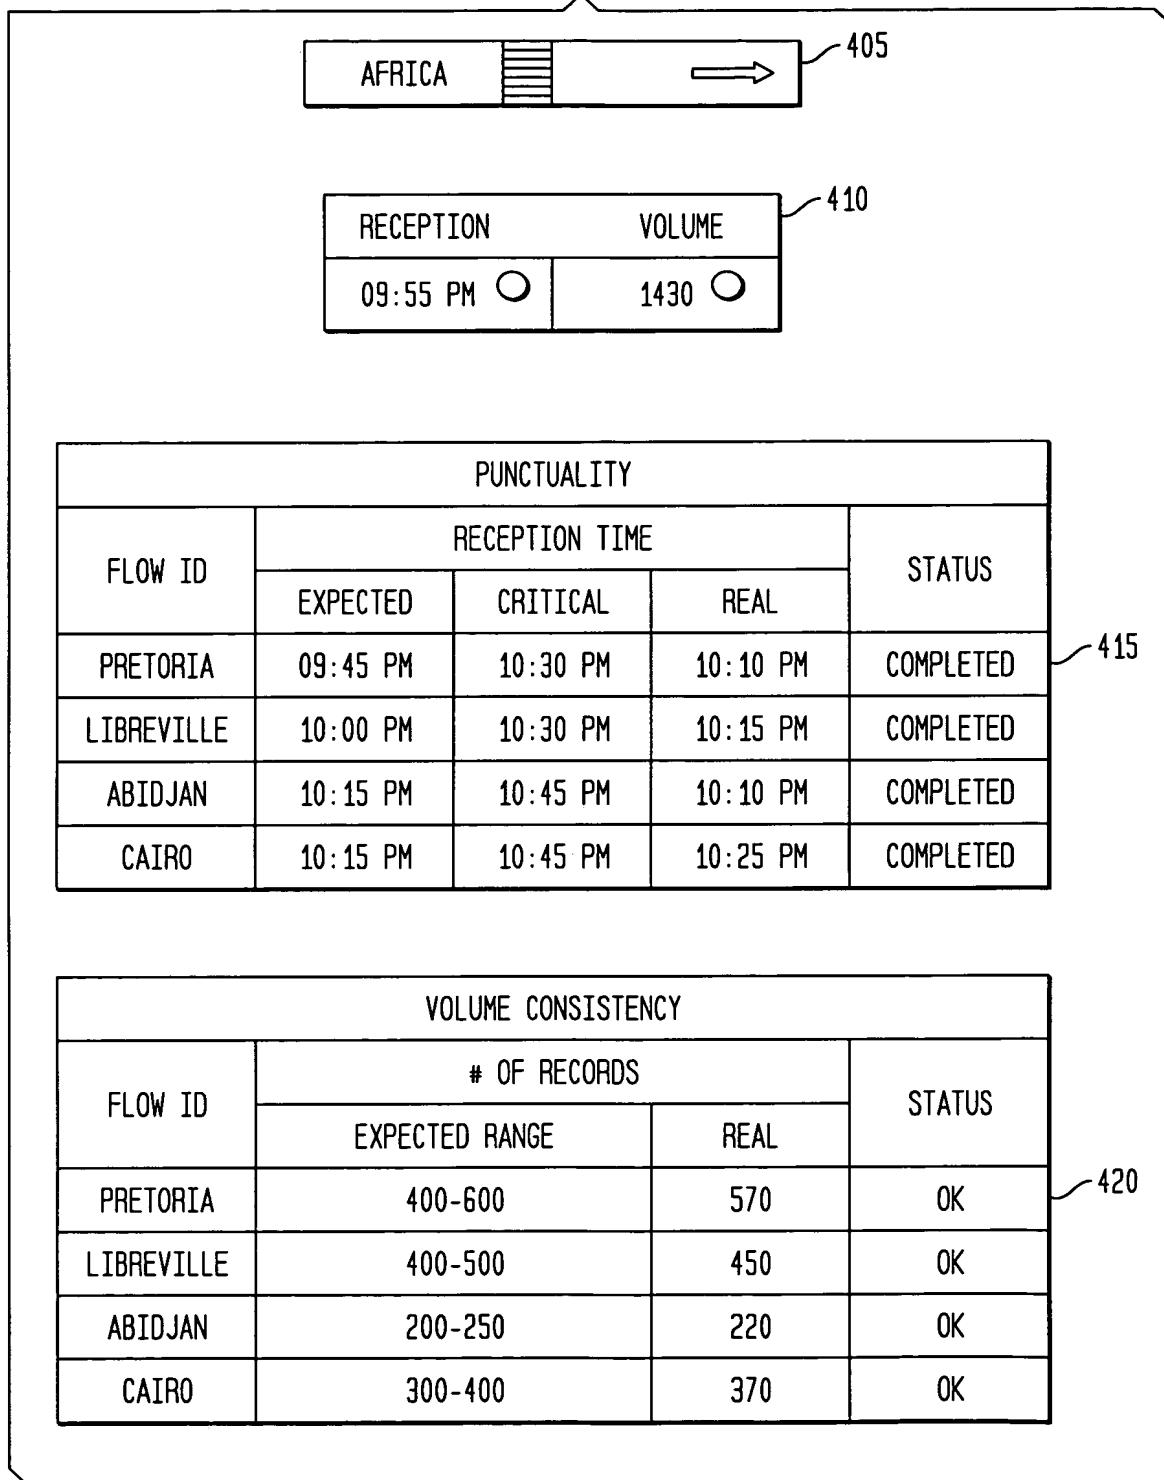 AFRICA
405
RECEPTION VOLUME
410
09:55 PM 1430
PUNCTUALITY
FLOW ID RECEPTION TIME STATUS
EXPECTED CRITICAL REAL
PRETORIA 09:45 PM 10:30 PM 10:10 PM COMPLETED
415
LIBREVILLE 10:00 PM 10:30 PM 10:15 PM COMPLETED
ABIDJAN 10:15 PM 10:45 PM 10:10 PM COMPLETED
CAIRO 10:15 PM 10:45 PM 10:25 PM COMPLETED
VOLUME CONSISTENCY
FLOW ID # OF RECORDS STATUS
EXPECTED RANGE REAL
PRETORIA 400-600 570 OK
420
LIBREVILLE 400-500 450 OK
ABIDJAN 200-250 220 OK
CAIRO 300-400 370 OK